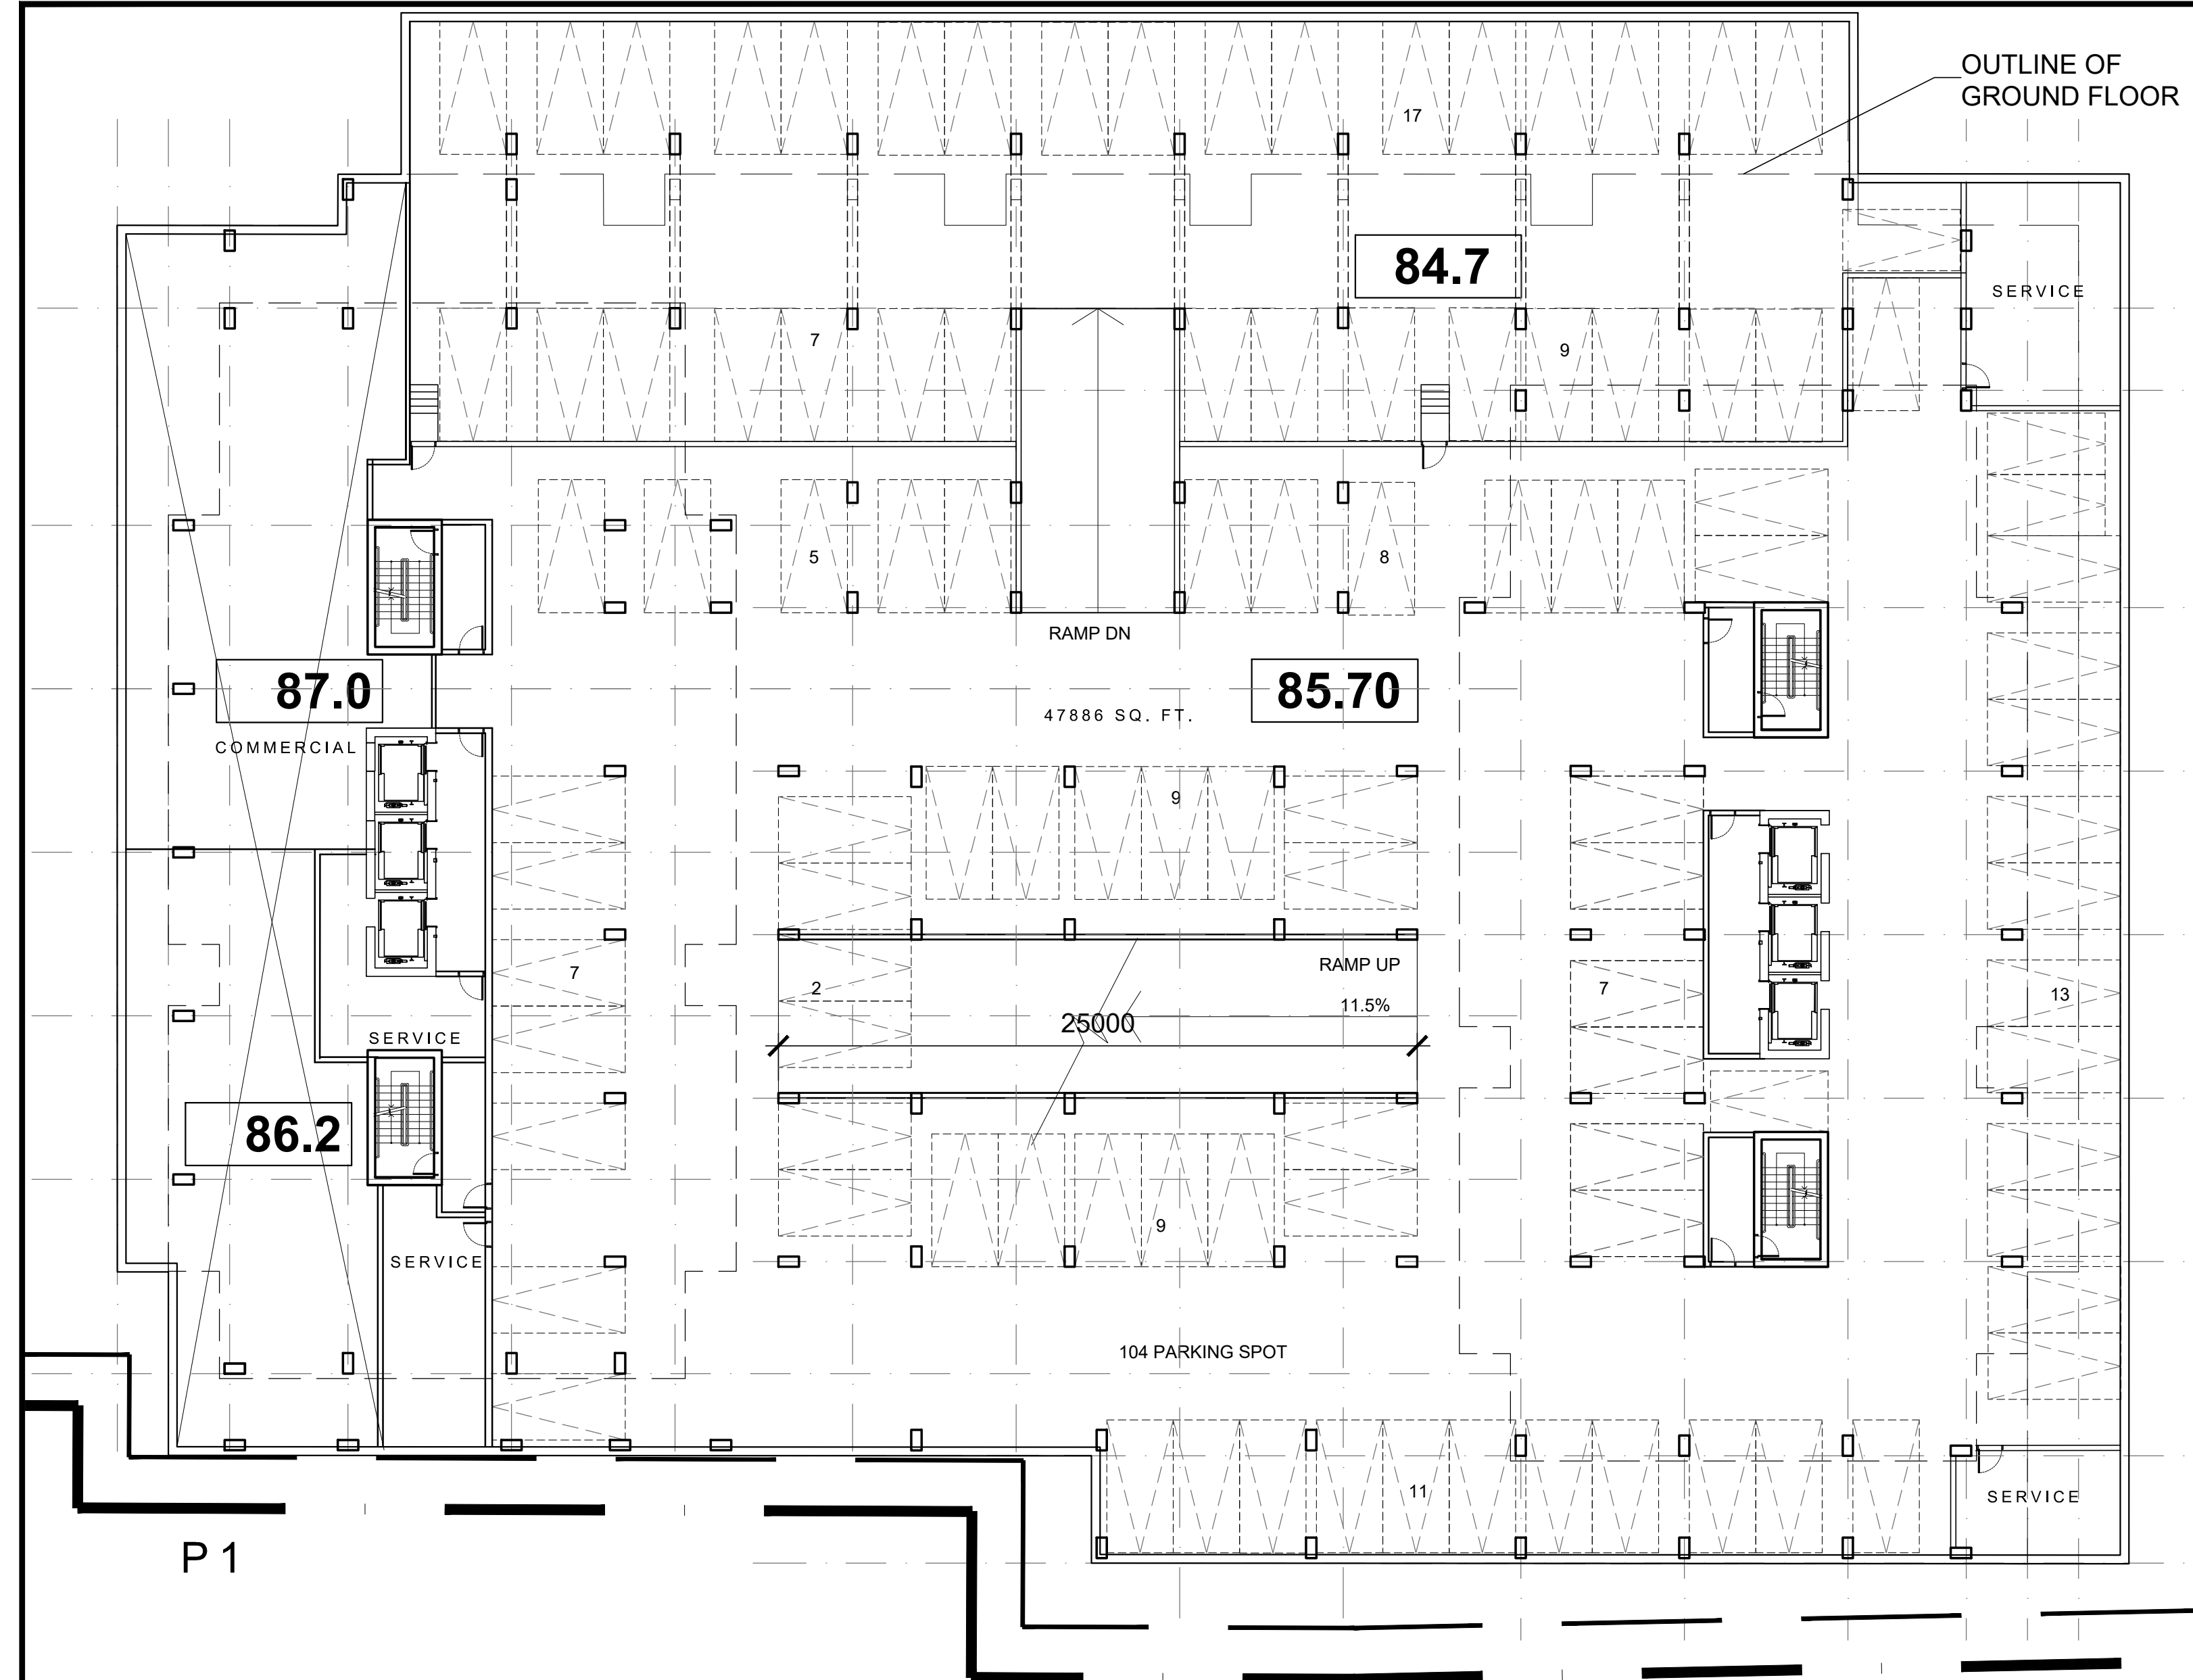 OUTLINE OF
GROUND FLOOR
17
84.7
SERVICE
7
9
5
8
RAMP DN
87.0
85.70
47886 SQ. FT.
COMMERCIAL
9
7
2
RAMP UP
7
13
11.5%
25000
SERVICE
86.2
9
SERVICE
104 PARKING SPOT
11
SERVICE
P 1